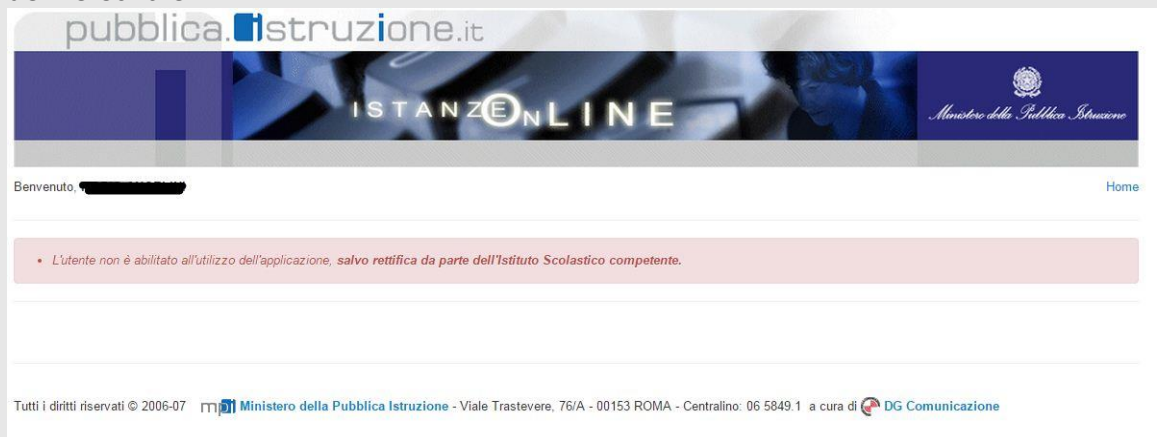 pubblica.istruzione.it
ISTANZE ONLINE
Ministero della Pubblica Istruzione
Benvenuto,
Home
• L'utente non è abilitato all'utilizzo dell'applicazione, salvo rettifica da parte dell'Istituto Scolastico competente.
Tutti i diritti riservati © 2006-07 mpi Ministero della Pubblica Istruzione - Viale Trastevere, 76/A - 00153 ROMA - Centralino: 06 5849.1 a cura di DG Comunicazione